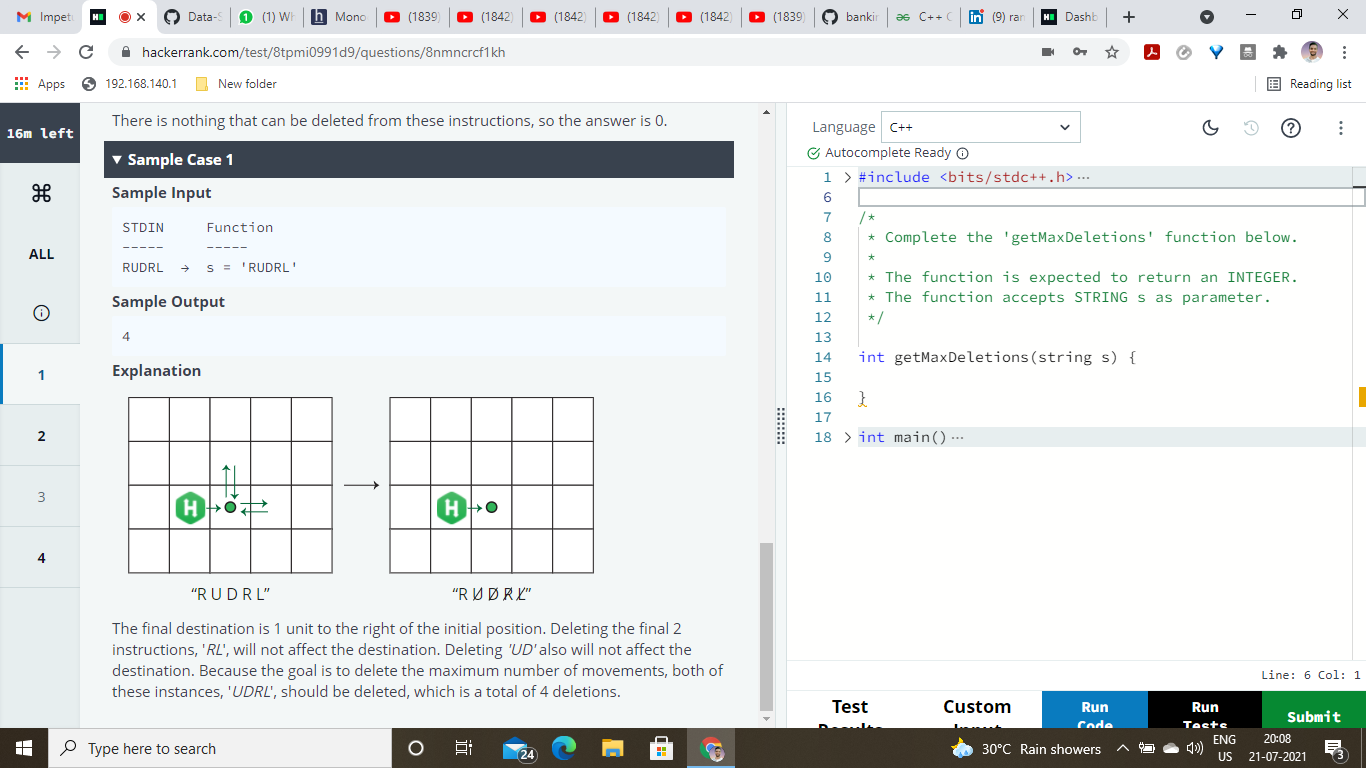 Impet
Data-S
(1) Wh
Mono
(1839)
(1842)
(1842)
(1842)
(1842)
(1839)
bankin
C++ C
(9) ran
Dashb
hackerrank.com/test/8tpmi0991d9/questions/8nmncrcf1kh
Apps
192.168.140.1
New folder
Reading list
16m left
ALL
1
2
3
4
There is nothing that can be deleted from these instructions, so the answer is 0.
▼ Sample Case 1
Sample Input
STDIN Function
----- -----
RUDRL → s = 'RUDRL'
Sample Output
4
Explanation
H
H
“R U D R L”
“R U D R L”
The final destination is 1 unit to the right of the initial position. Deleting the final 2
instructions, 'RL', will not affect the destination. Deleting 'UD' also will not affect the
destination. Because the goal is to delete the maximum number of movements, both of
these instances, 'UDRL', should be deleted, which is a total of 4 deletions.
Language C++
Autocomplete Ready
1 #include <bits/stdc++.h>···
6
7 /*
8 * Complete the 'getMaxDeletions' function below.
9 *
10 * The function is expected to return an INTEGER.
11 * The function accepts STRING s as parameter.
12 */
13
14 int getMaxDeletions(string s) {
15
16 }
17
18 int main()···
Line: 6 Col: 1
Test
Results
Custom
Input
Run
Code
Run
Tests
Submit
Type here to search
24
30°C Rain showers
ENG
US
20:08
21-07-2021
3